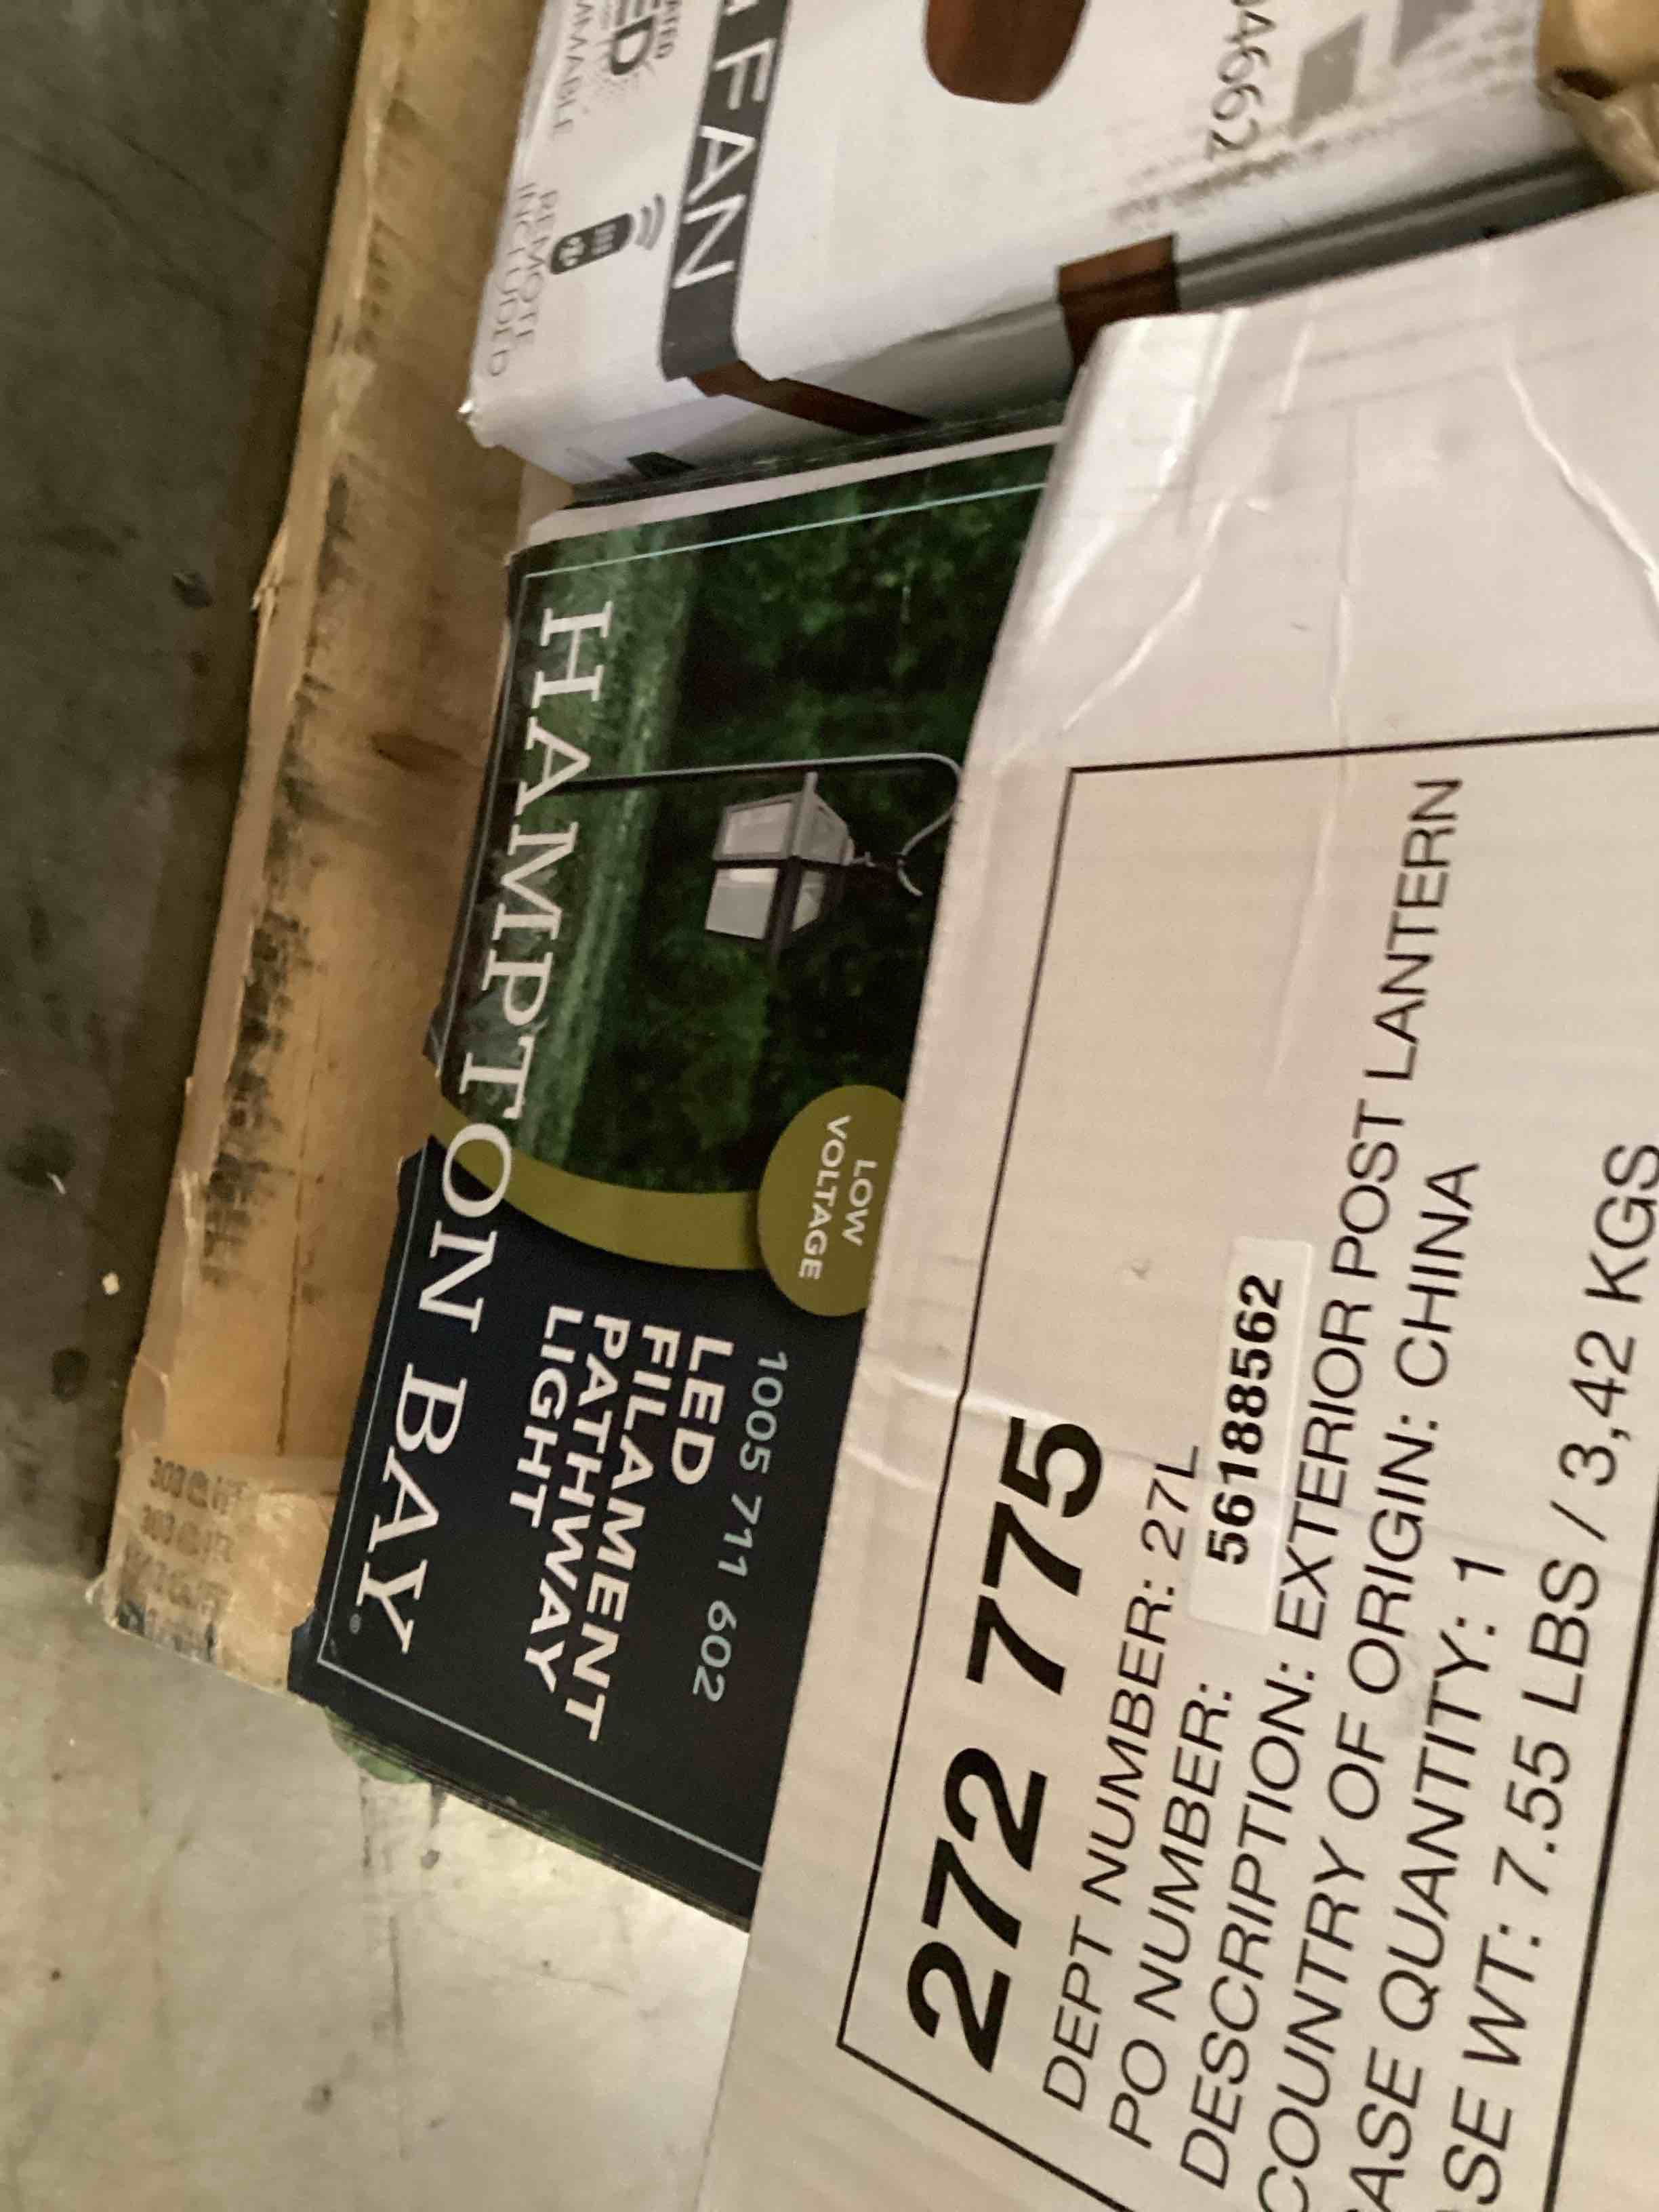 FAN
REMOTE
INCLUDED
04662
HAMPTON BAY®
LOW
VOLTAGE
1005 711 602
LED
FILAMENT
PATHWAY
LIGHT
272 775
DEPT NUMBER: 27L
PO NUMBER:
56188562
DESCRIPTION: EXTERIOR POST LANTERN
COUNTRY OF ORIGIN: CHINA
ASE QUANTITY: 1
SE WT: 7.55 LBS / 3,42 KGS